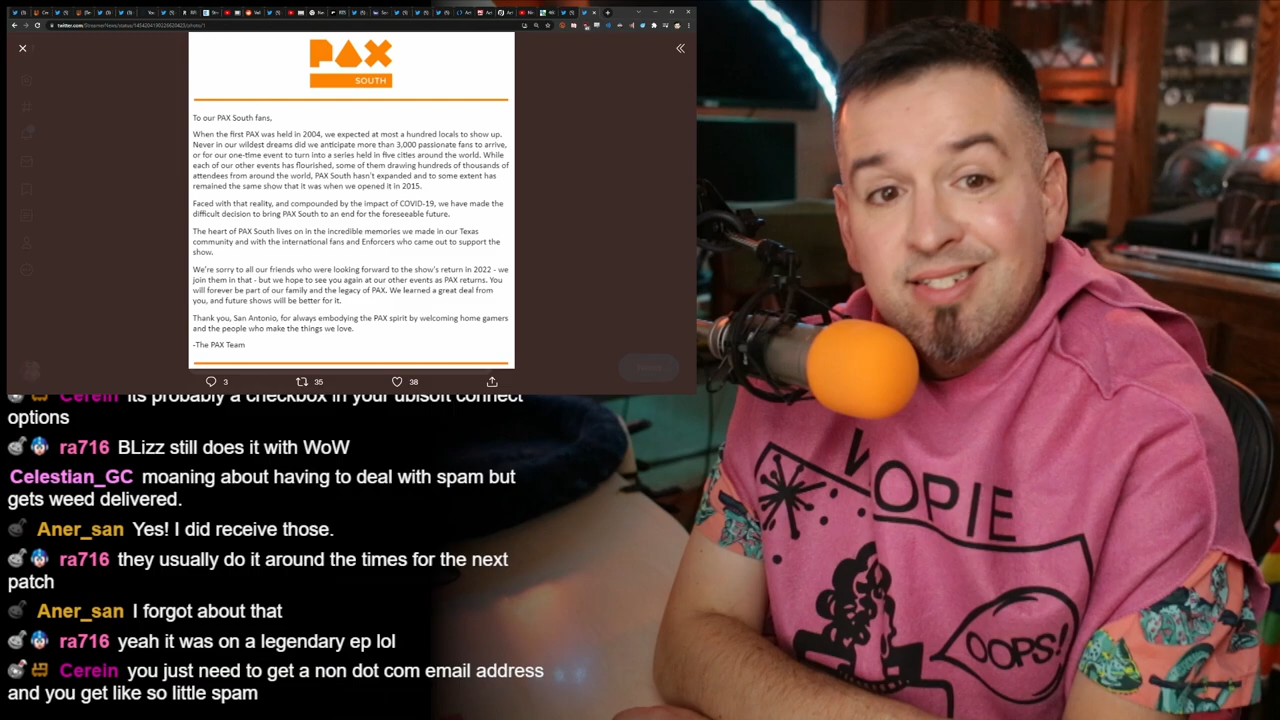 twitter.com/StreamerNews/status/1454204190226620423/photo/1
PAX
SOUTH
To our PAX South fans,
When the first PAX was held in 2004, we expected at most a hundred locals to show up.
Never in our wildest dreams did we anticipate more than 3,000 passionate fans to arrive,
or for our one-time event to turn into a series held in five cities around the world. While
each of our other events has flourished, some of them drawing hundreds of thousands of
attendees from around the world, PAX South hasn't expanded and to some extent has
remained the same show that it was when we opened it in 2015.
Faced with that reality, and compounded by the impact of COVID-19, we have made the
difficult decision to bring PAX South to an end for the foreseeable future.
The heart of PAX South lives on in the incredible memories we made in our Texas
community and with the international fans and Enforcers who came out to support the
show.
We're sorry to all our friends who were looking forward to the show's return in 2022 - we
join them in that - but we hope to see you again at our other events as PAX returns. You
will forever be part of our family and the legacy of PAX. We learned a great deal from
you, and future shows will be better for it.
Thank you, San Antonio, for always embodying the PAX spirit by welcoming home gamers
and the people who make the things we love.
-The PAX Team
3 35 38
Cerein its probably a checkbox in your ubisoft connect
options
ra716 BLizz still does it with WoW
Celestian_GC moaning about having to deal with spam but
gets weed delivered.
Aner_san Yes! I did receive those.
ra716 they usually do it around the times for the next
patch
Aner_san I forgot about that
ra716 yeah it was on a legendary ep lol
Cerein you just need to get a non dot com email address
and you get like so little spam
OOPS!